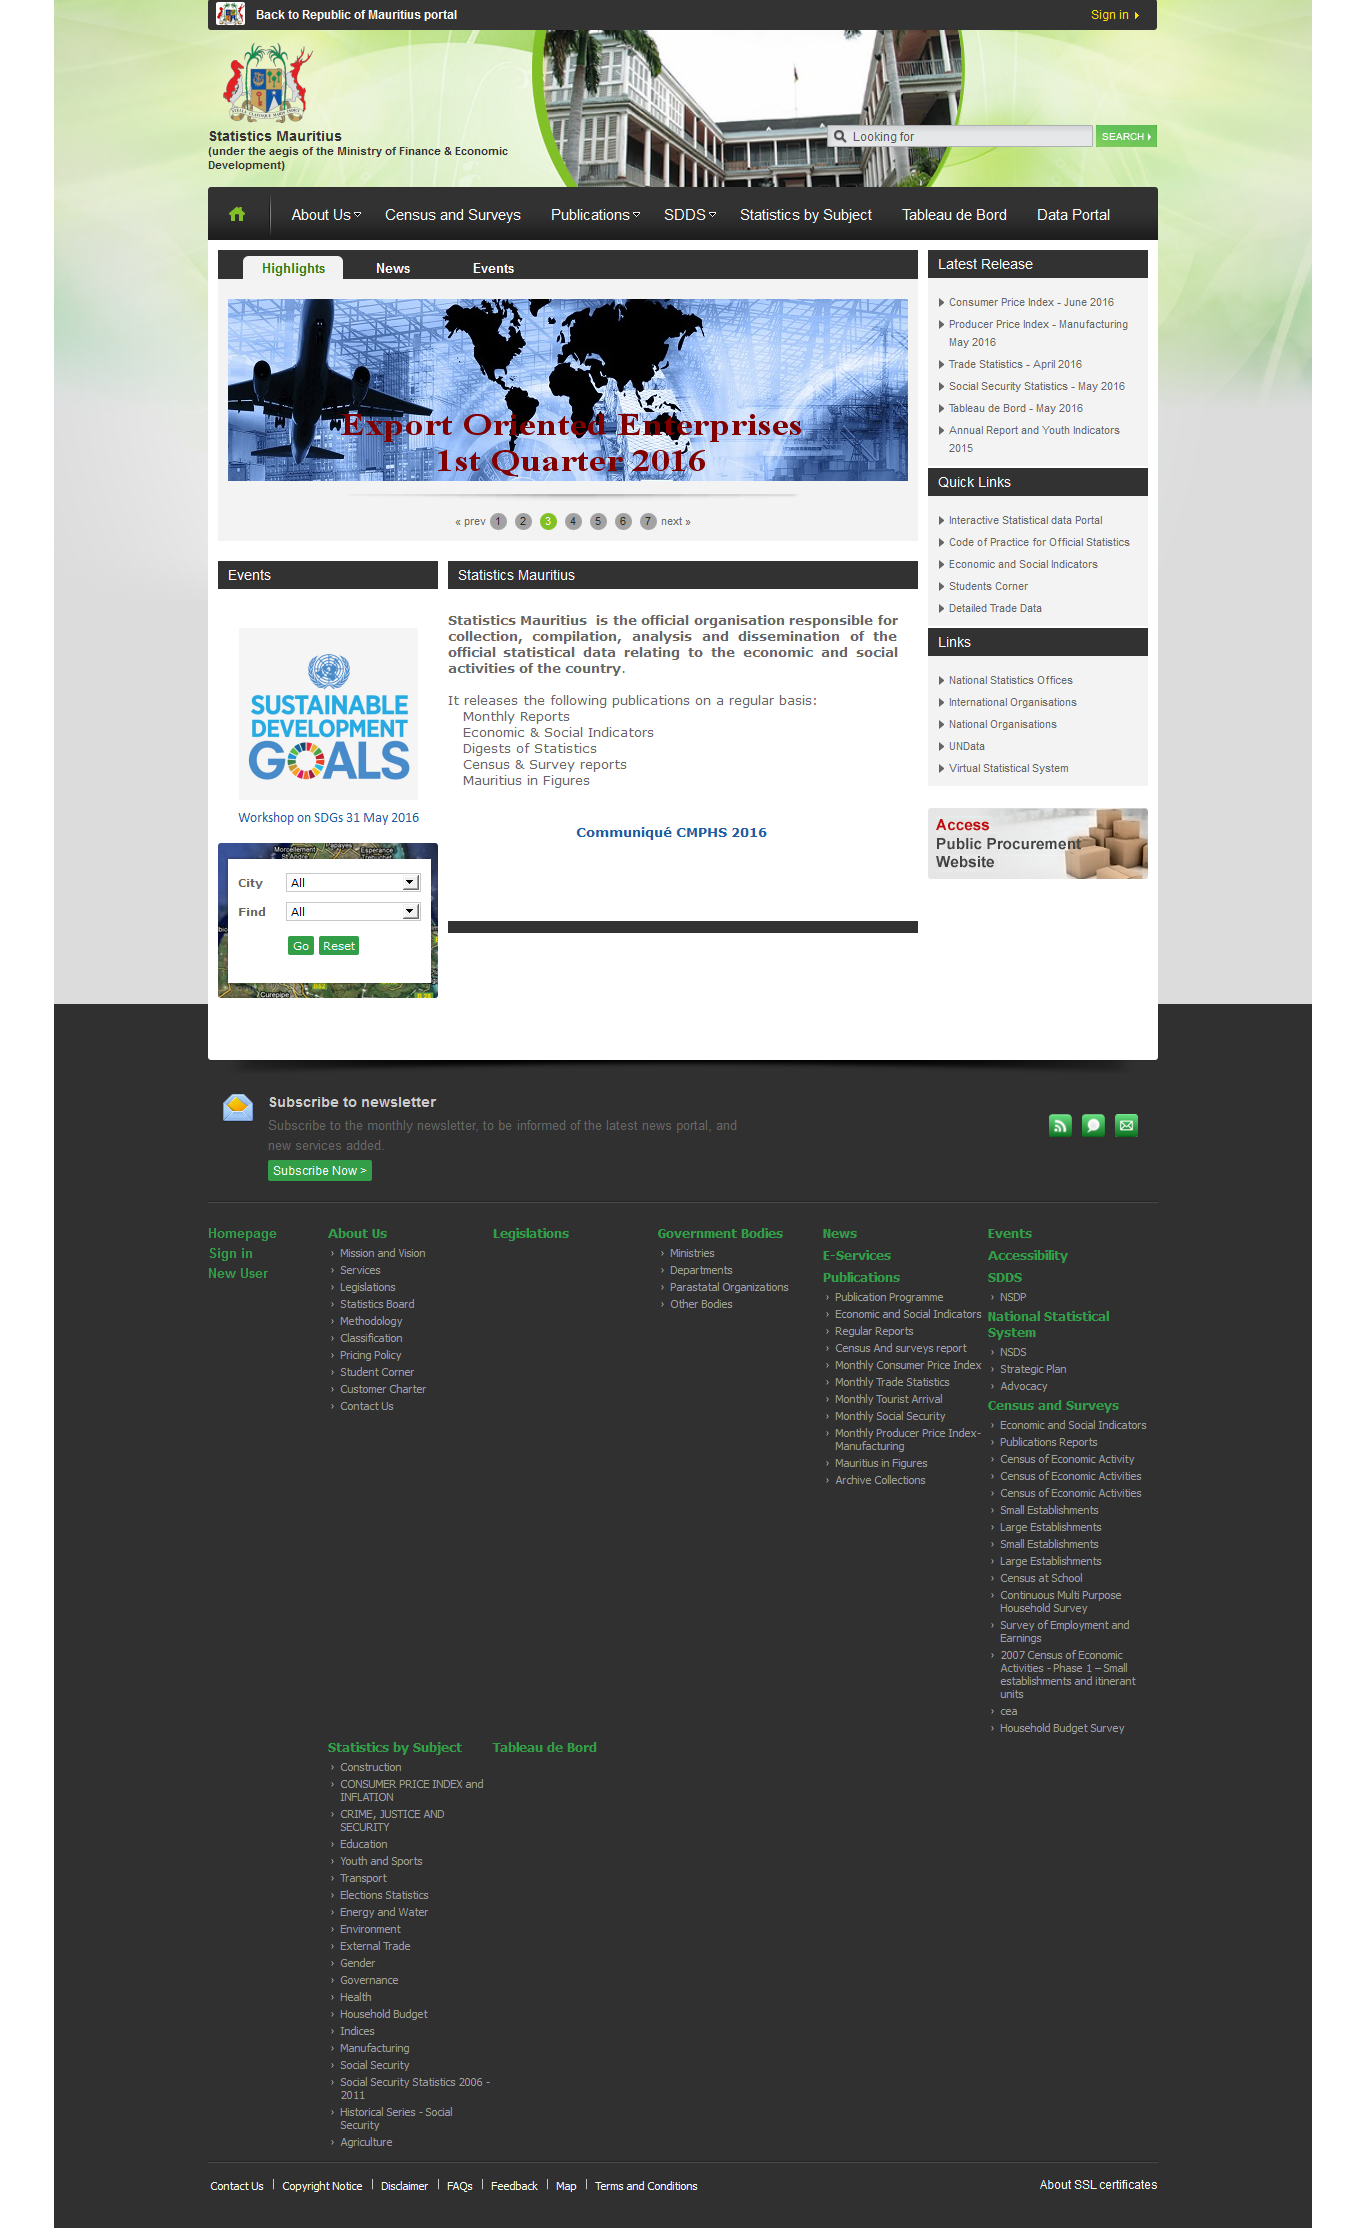 Back to Republic of Mauritius portal
Sign in
Statistics Mauritius
(under the aegis of the Ministry of Finance & Economic
Development)
Looking for
SEARCH
About Us
Census and Surveys
Publications
SDDS
Statistics by Subject
Tableau de Bord
Data Portal
Highlights
News
Events
Export Oriented Enterprises
1st Quarter 2016
« prev 1 2 3 4 5 6 7 next »
Latest Release
Consumer Price Index - June 2016
Producer Price Index - Manufacturing
May 2016
Trade Statistics - April 2016
Social Security Statistics - May 2016
Tableau de Bord - May 2016
Annual Report and Youth Indicators
2015
Quick Links
Interactive Statistical data Portal
Code of Practice for Official Statistics
Economic and Social Indicators
Students Corner
Detailed Trade Data
Links
National Statistics Offices
International Organisations
National Organisations
UNData
Virtual Statistical System
Access
Public Procurement
Website
Events
SUSTAINABLE
DEVELOPMENT
GOALS
Workshop on SDGs 31 May 2016
Morcellement
St Andre
Papayes
Esperance
Trebuchet
City
All
Find
All
Go
Reset
Curepipe
Statistics Mauritius
Statistics Mauritius is the official organisation responsible for
collection, compilation, analysis and dissemination of the
official statistical data relating to the economic and social
activities of the country.
It releases the following publications on a regular basis:
Monthly Reports
Economic & Social Indicators
Digests of Statistics
Census & Survey reports
Mauritius in Figures
Communiqué CMPHS 2016
Subscribe to newsletter
Subscribe to the monthly newsletter, to be informed of the latest news portal, and
new services added.
Subscribe Now >
Homepage
Sign in
New User
About Us
Mission and Vision
Services
Legislations
Statistics Board
Methodology
Classification
Pricing Policy
Student Corner
Customer Charter
Contact Us
Legislations
Government Bodies
Ministries
Departments
Parastatal Organizations
Other Bodies
News
E-Services
Publications
Publication Programme
Economic and Social Indicators
Regular Reports
Census And surveys report
Monthly Consumer Price Index
Monthly Trade Statistics
Monthly Tourist Arrival
Monthly Social Security
Monthly Producer Price Index-
Manufacturing
Mauritius in Figures
Archive Collections
Events
Accessibility
SDDS
NSDP
National Statistical
System
NSDS
Strategic Plan
Advocacy
Census and Surveys
Economic and Social Indicators
Publications Reports
Census of Economic Activity
Census of Economic Activities
Census of Economic Activities
Small Establishments
Large Establishments
Small Establishments
Large Establishments
Census at School
Continuous Multi Purpose
Household Survey
Survey of Employment and
Earnings
2007 Census of Economic
Activities - Phase 1 – Small
establishments and itinerant
units
cea
Household Budget Survey
Statistics by Subject
Construction
CONSUMER PRICE INDEX and
INFLATION
CRIME, JUSTICE AND
SECURITY
Education
Youth and Sports
Transport
Elections Statistics
Energy and Water
Environment
External Trade
Gender
Governance
Health
Household Budget
Indices
Manufacturing
Social Security
Social Security Statistics 2006 -
2011
Historical Series - Social
Security
Agriculture
Tableau de Bord
Contact Us
Copyright Notice
Disclaimer
FAQs
Feedback
Map
Terms and Conditions
About SSL certificates